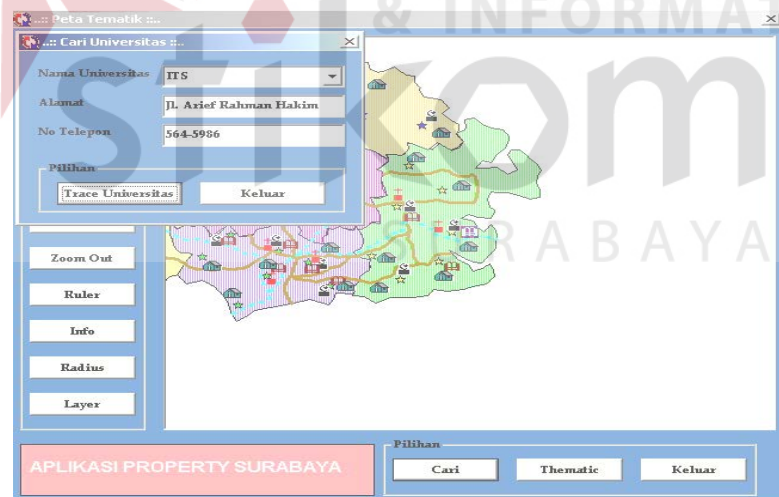 & INFORMAT
..:: Peta Tematik ::..
..:: Cari Universitas ::..
Nama Universitas ITS
Alamat Jl. Arief Rahman Hakim
No Telepon 564-5986
Pilihan
Trace Universitas Keluar
stikom
SURABAYA
Zoom Out
Ruler
Info
Radius
Layer
APLIKASI PROPERTY SURABAYA
Pilihan
Cari Thematic Keluar